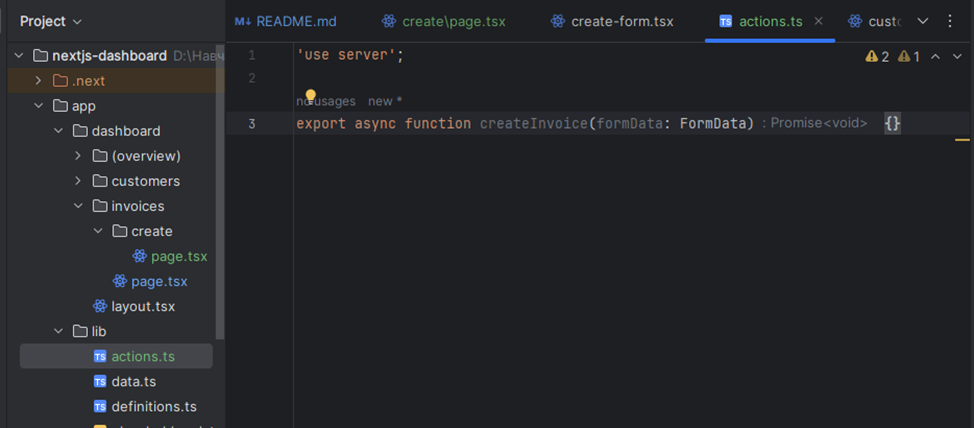 Project
README.md
create\page.tsx
create-form.tsx
actions.ts
nextjs-dashboard D:\Навч
.next
app
dashboard
(overview)
customers
invoices
create
page.tsx
page.tsx
layout.tsx
lib
actions.ts
data.ts
definitions.ts
1 'use server';
2
no usages new *
3 export async function createInvoice(formData: FormData) : Promise<void> {}
2 1